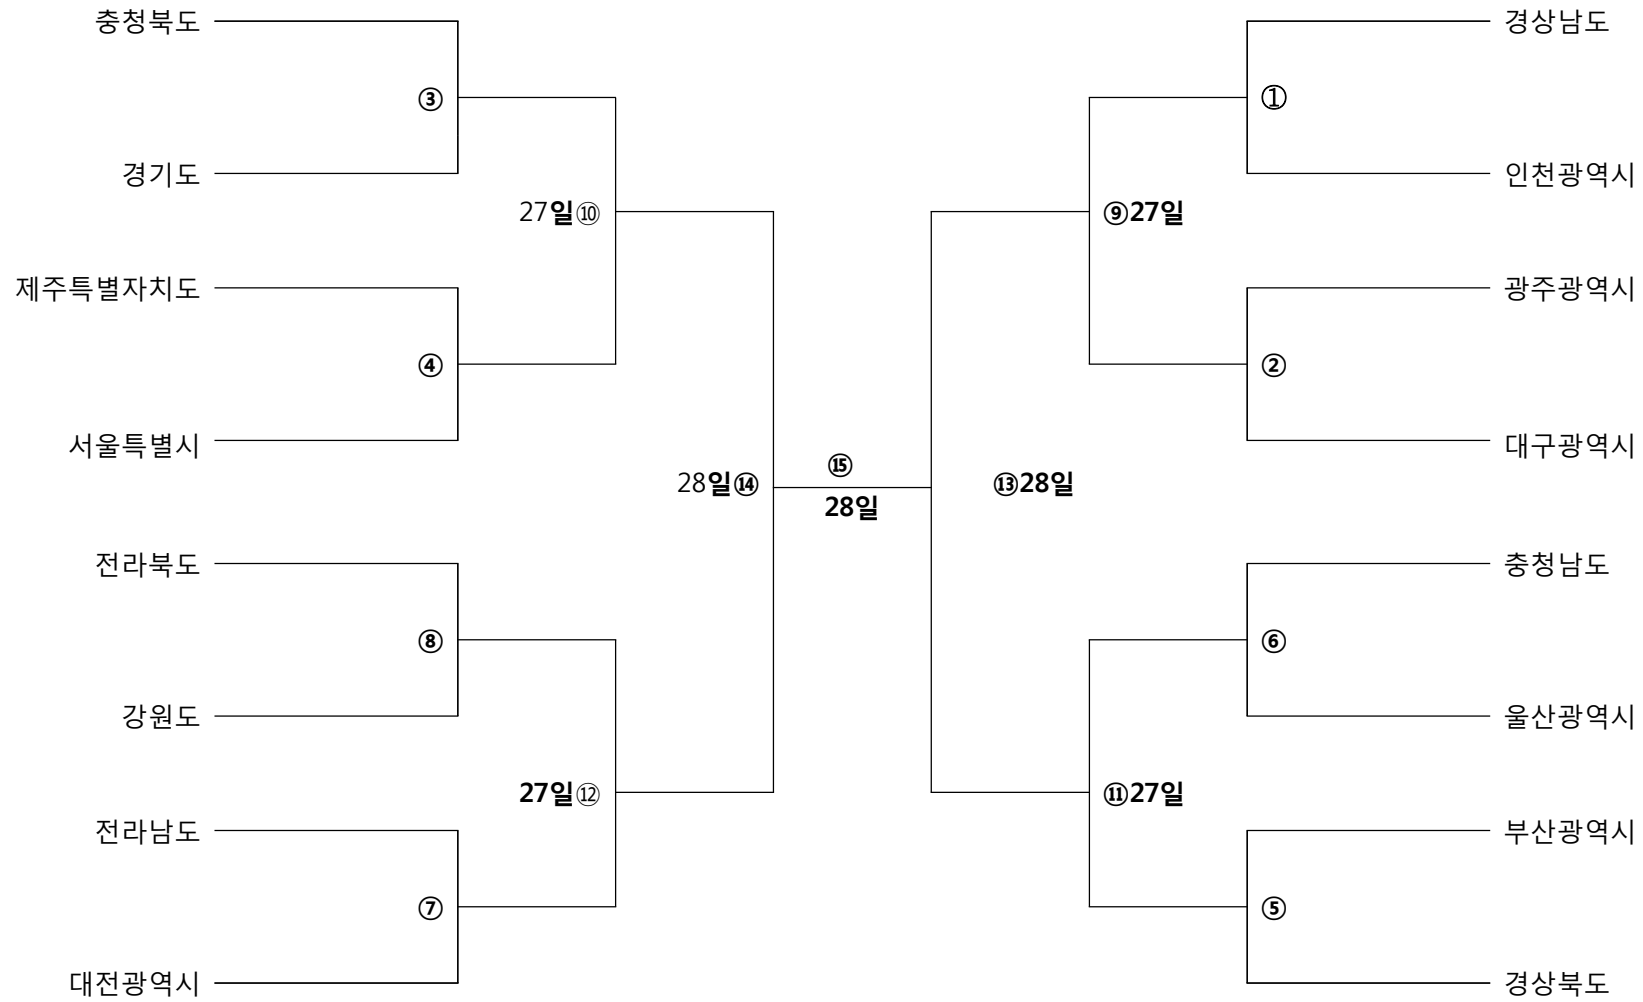 충청북도
경상남도
③
①
경기도
인천광역시
27일⑩
⑨27일
제주특별자치도
광주광역시
④
②
서울특별시
대구광역시
⑮
28일⑭
⑬28일
28일
전라북도
충청남도
⑧
⑥
강원도
울산광역시
27일⑫
⑪27일
전라남도
부산광역시
⑦
⑤
대전광역시
경상북도